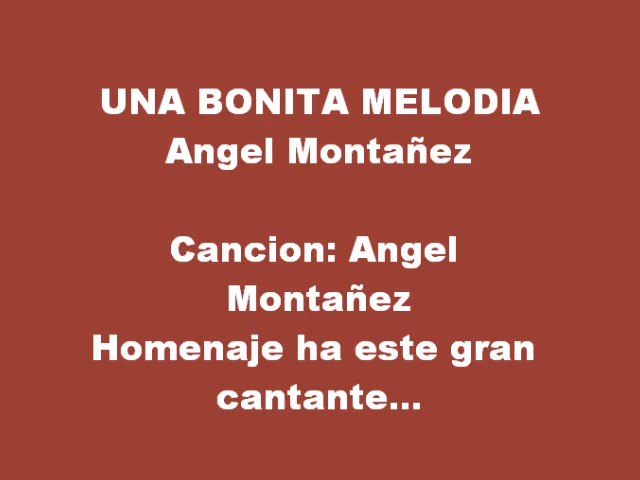 UNA BONITA MELODIA
Angel Montañez
Cancion: Angel
Montañez
Homenaje ha este gran
cantante...